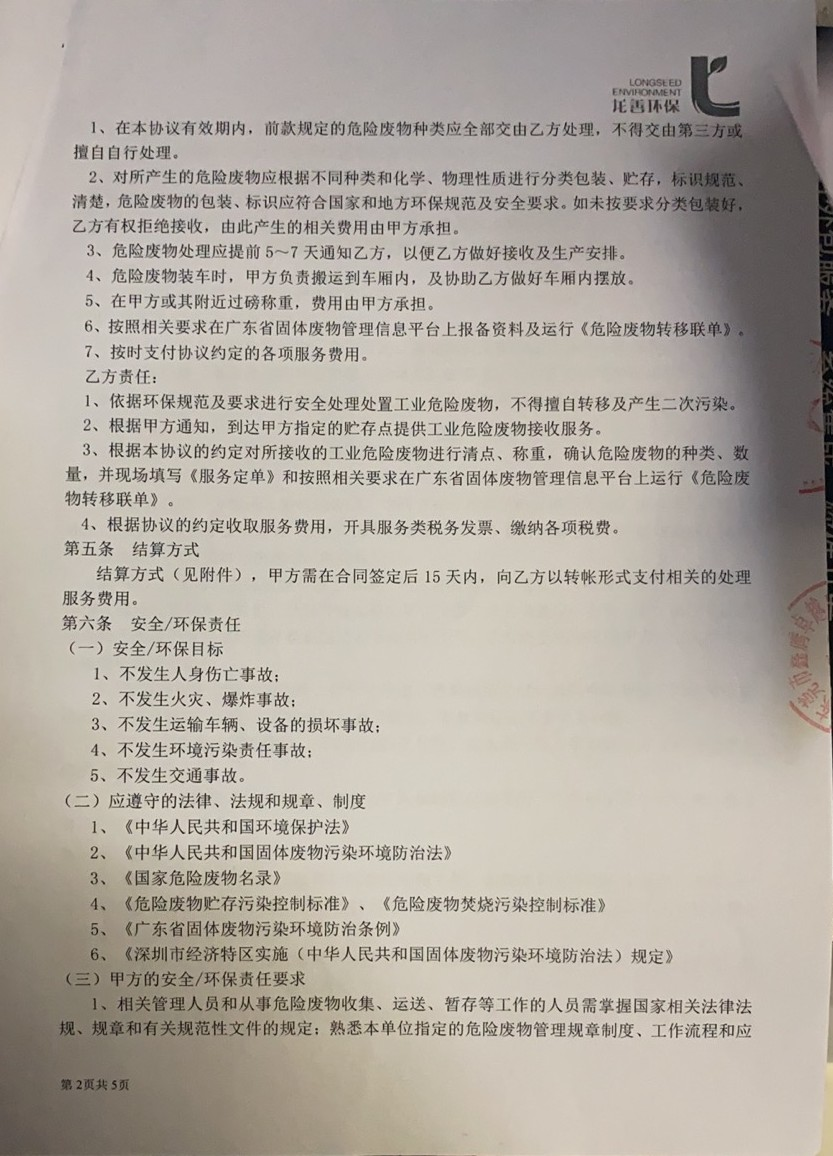 LONGSEED
ENVIRONMENT
龙善环保
1、在本协议有效期内，前款规定的危险废物种类应全部交由乙方处理，不得交由第三方或
擅自自行处理。
2、对所产生的危险废物应根据不同种类和化学、物理性质进行分类包装、贮存，标识规范、
清楚，危险废物的包装、标识应符合国家和地方环保规范及安全要求。如未按要求分类包装好，
乙方有权拒绝接收，由此产生的相关费用由甲方承担。
3、危险废物处理应提前5～7天通知乙方，以便乙方做好接收及生产安排。
4、危险废物装车时，甲方负责搬运到车厢内，及协助乙方做好车厢内摆放。
5、在甲方或其附近过磅称重，费用由甲方承担。
6、按照相关要求在广东省固体废物管理信息平台上报备资料及运行《危险废物转移联单》。
7、按时支付协议约定的各项服务费用。
乙方责任：
1、依据环保规范及要求进行安全处理处置工业危险废物，不得擅自转移及产生二次污染。
2、根据甲方通知，到达甲方指定的贮存点提供工业危险废物接收服务。
3、根据本协议的约定对所接收的工业危险废物进行清点、称重，确认危险废物的种类、数
量，并现场填写《服务定单》和按照相关要求在广东省固体废物管理信息平台上运行《危险废
物转移联单》。
4、根据协议的约定收取服务费用，开具服务类税务发票、缴纳各项税费。
第五条 结算方式
结算方式（见附件），甲方需在合同签定后15天内，向乙方以转帐形式支付相关的处理
服务费用。
第六条 安全/环保责任
（一）安全/环保目标
1、不发生人身伤亡事故；
2、不发生火灾、爆炸事故；
3、不发生运输车辆、设备的损坏事故；
4、不发生环境污染责任事故；
5、不发生交通事故。
（二）应遵守的法律、法规和规章、制度
1、《中华人民共和国环境保护法》
2、《中华人民共和国固体废物污染环境防治法》
3、《国家危险废物名录》
4、《危险废物贮存污染控制标准》、《危险废物焚烧污染控制标准》
5、《广东省固体废物污染环境防治条例》
6、《深圳市经济特区实施（中华人民共和国固体废物污染环境防治法）规定》
（三）甲方的安全/环保责任要求
1、相关管理人员和从事危险废物收集、运送、暂存等工作的人员需掌握国家相关法律法
规、规章和有关规范性文件的规定；熟悉本单位指定的危险废物管理规章制度、工作流程和应
第2页共5页